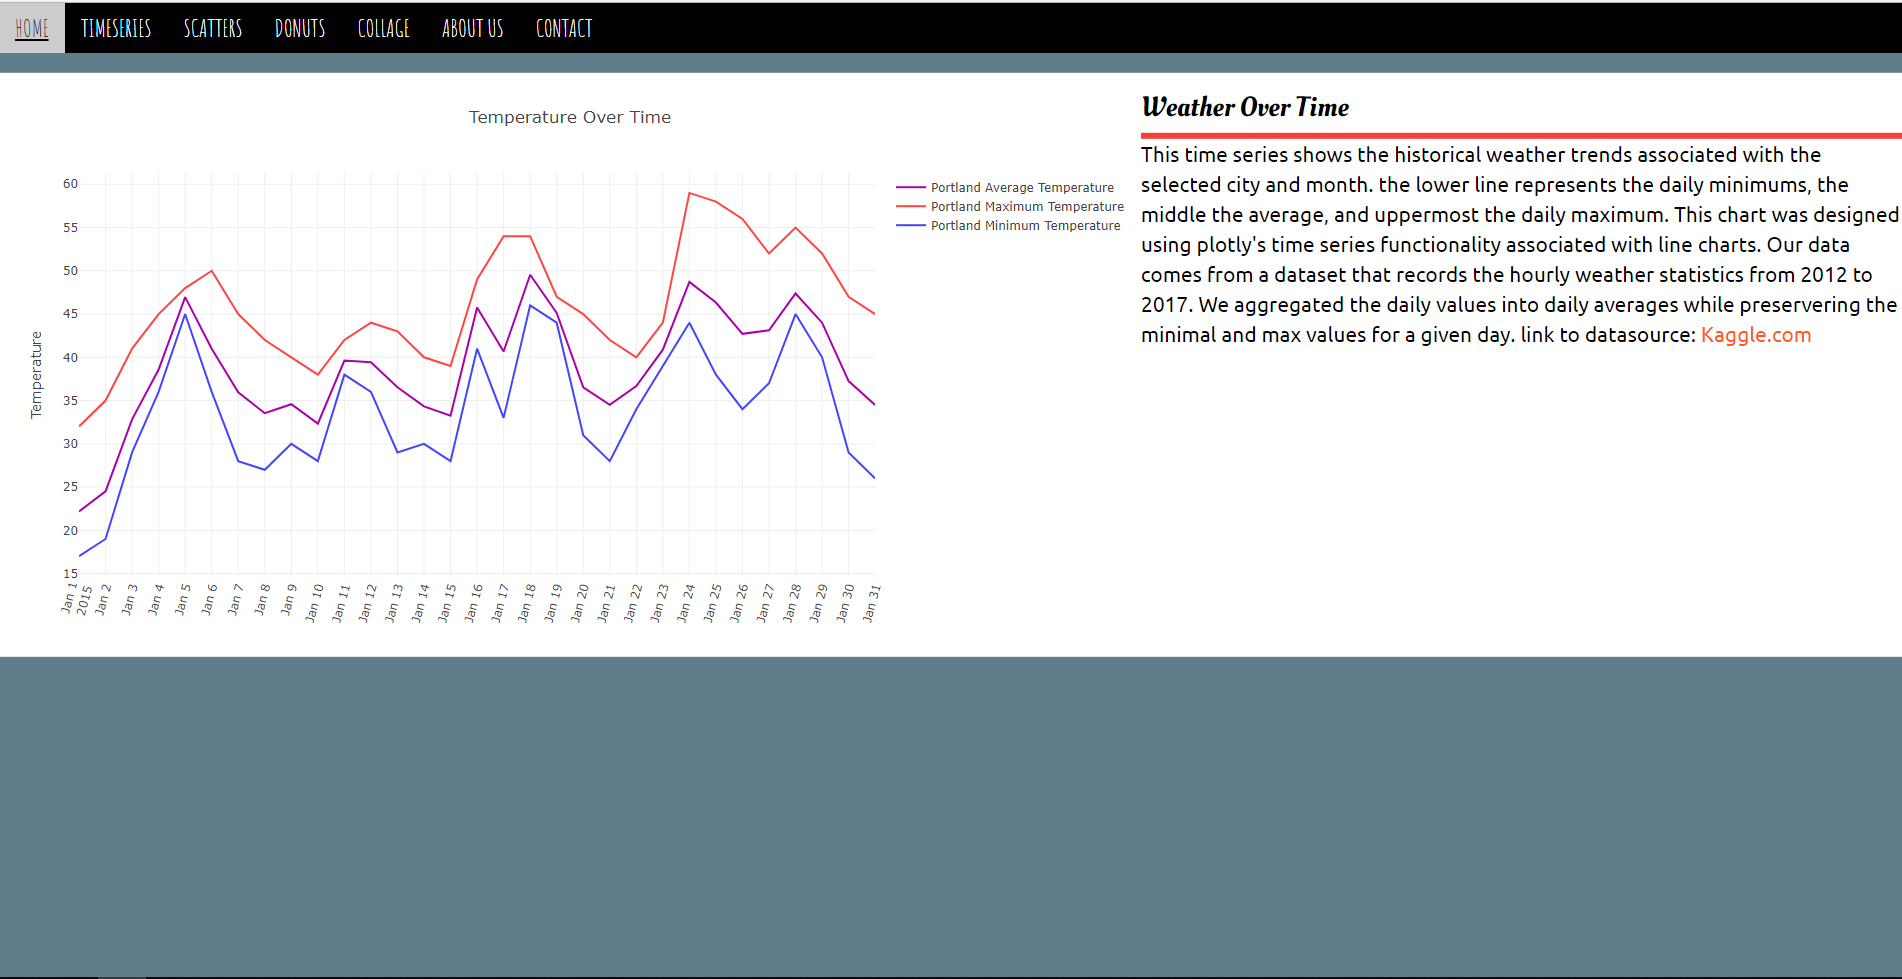 HOME TIMESERIES SCATTERS DONUTS COLLAGE ABOUT US CONTACT
Temperature Over Time
60
55
50
45
40
35
30
25
20
15
Temperature
Jan 1
2015
Jan 2
Jan 3
Jan 4
Jan 5
Jan 6
Jan 7
Jan 8
Jan 9
Jan 10
Jan 11
Jan 12
Jan 13
Jan 14
Jan 15
Jan 16
Jan 17
Jan 18
Jan 19
Jan 20
Jan 21
Jan 22
Jan 23
Jan 24
Jan 25
Jan 26
Jan 27
Jan 28
Jan 29
Jan 30
Jan 31
Portland Average Temperature
Portland Maximum Temperature
Portland Minimum Temperature
Weather Over Time
This time series shows the historical weather trends associated with the
selected city and month. the lower line represents the daily minimums, the
middle the average, and uppermost the daily maximum. This chart was designed
using plotly's time series functionality associated with line charts. Our data
comes from a dataset that records the hourly weather statistics from 2012 to
2017. We aggregated the daily values into daily averages while preservering the
minimal and max values for a given day. link to datasource: Kaggle.com